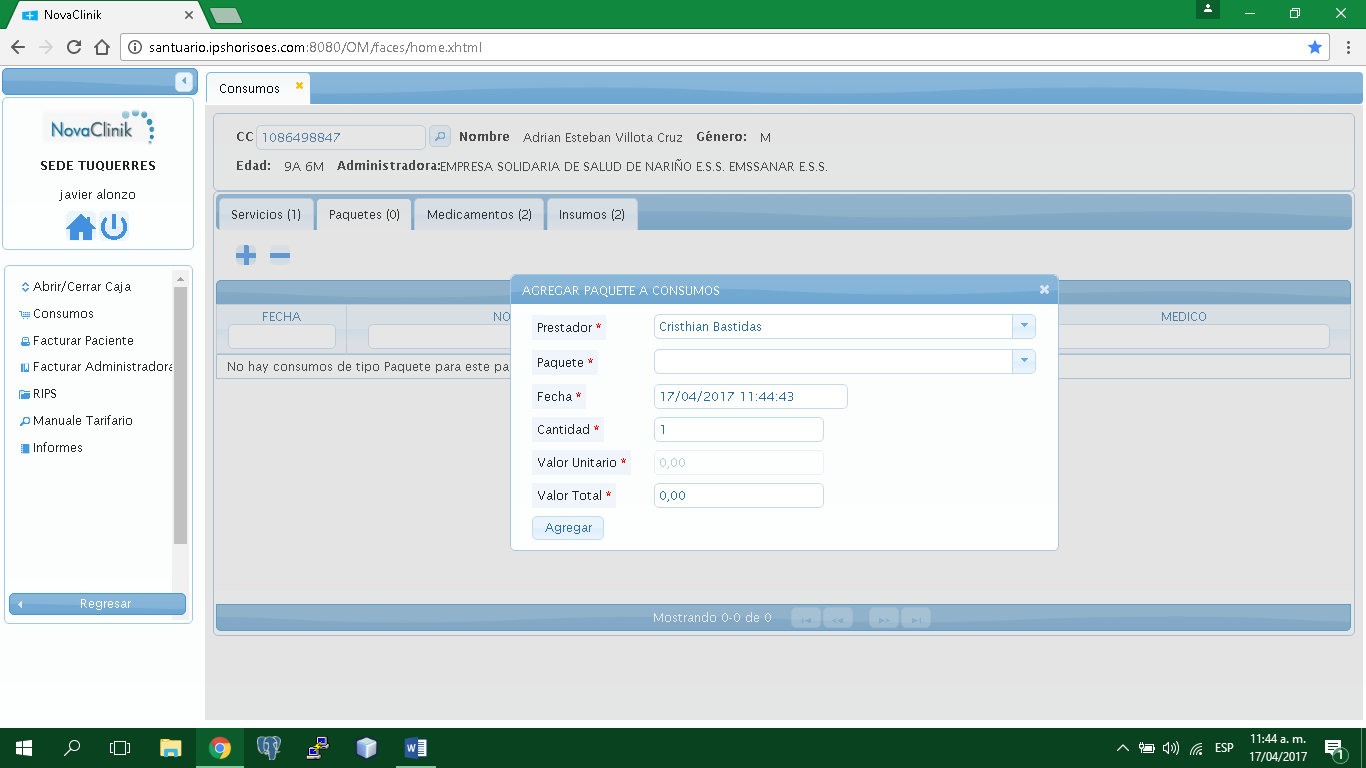 NovaClinik
santuario.ipshorisoes.com:8080/OM/faces/home.xhtml
NovaClinik
SEDE TUQUERRES
javier alonzo
Abrir/Cerrar Caja
Consumos
Facturar Paciente
Facturar Administradora
RIPS
Manuale Tarifario
Informes
Regresar
Consumos
CC 1086498847 Nombre Adrian Esteban Villota Cruz Género: M
Edad: 9A 6M Administradora:EMPRESA SOLIDARIA DE SALUD DE NARIÑO E.S.S. EMSSANAR E.S.S.
Servicios (1) Paquetes (0) Medicamentos (2) Insumos (2)
FECHA NO MEDICO
No hay consumos de tipo Paquete para este pa
AGREGAR PAQUETE A CONSUMOS
Prestador * Cristhian Bastidas
Paquete *
Fecha * 17/04/2017 11:44:43
Cantidad * 1
Valor Unitario * 0,00
Valor Total * 0,00
Agregar
Mostrando 0-0 de 0
ESP 11:44 a. m.
17/04/2017
1